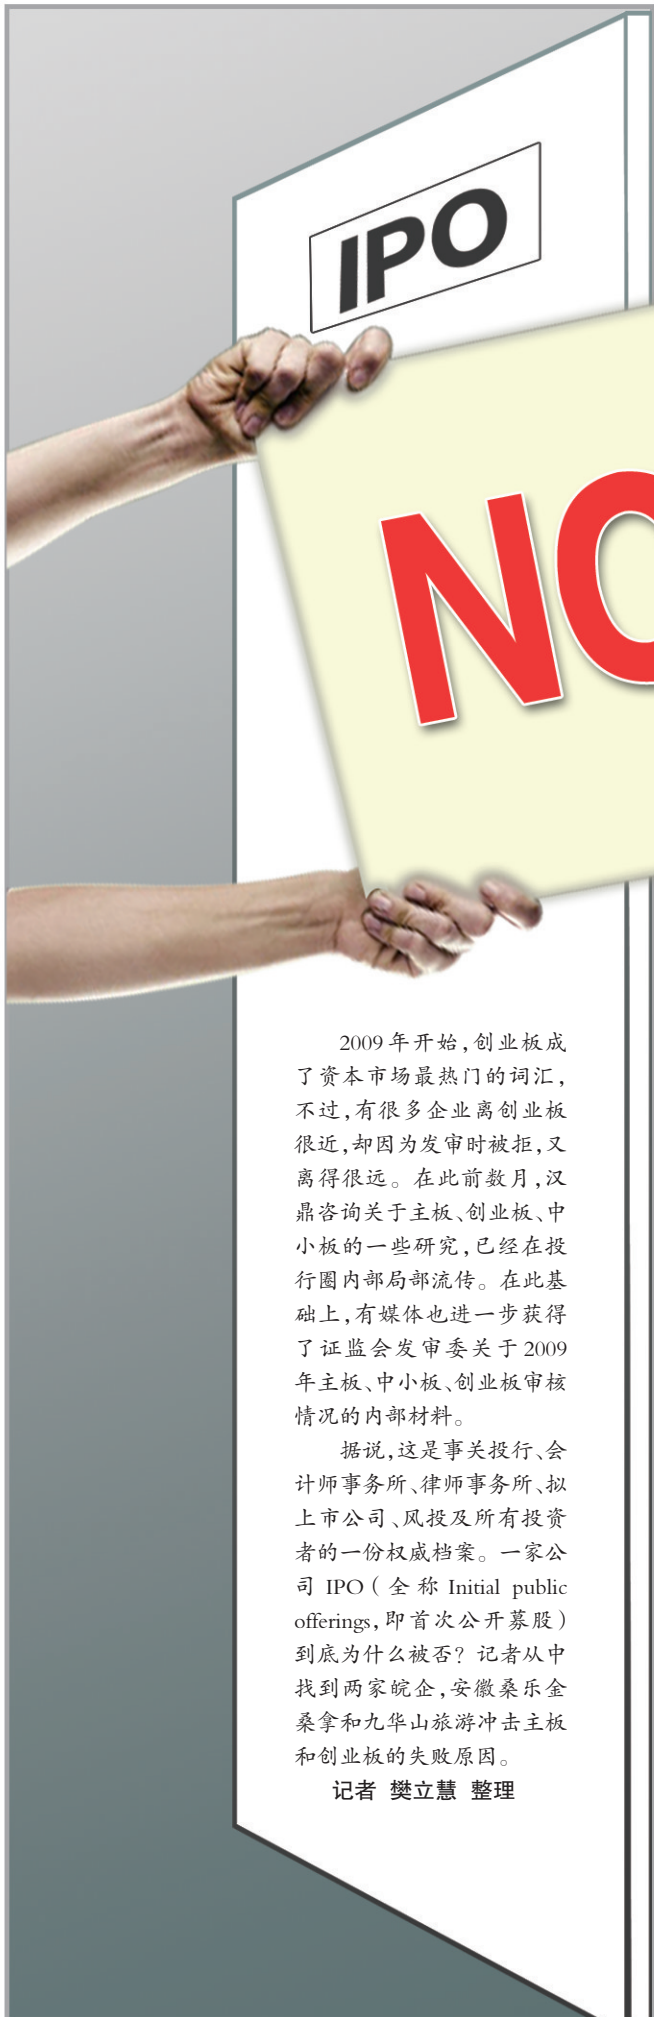 IPO
NO
2009年开始,创业板成
了资本市场最热门的词汇,
不过,有很多企业离创业板
很近,却因为发审时被拒,又
离得很远。在此前数月,汉
鼎咨询关于主板、创业板、中
小板的一些研究,已经在投
行圈内部局部流传。在此基
础上,有媒体也进一步获得
了证监会发审委关于2009
年主板、中小板、创业板审核
情况的内部材料。
据说,这是事关投行、会
计师事务所、律师事务所、拟
上市公司、风投及所有投资
者的一份权威档案。一家公
司 IPO(全称 Initial public
offerings,即首次公开募股)
到底为什么被否?记者从中
找到两家皖企,安徽桑乐金
桑拿和九华山旅游冲击主板
和创业板的失败原因。
记者 樊立慧 整理